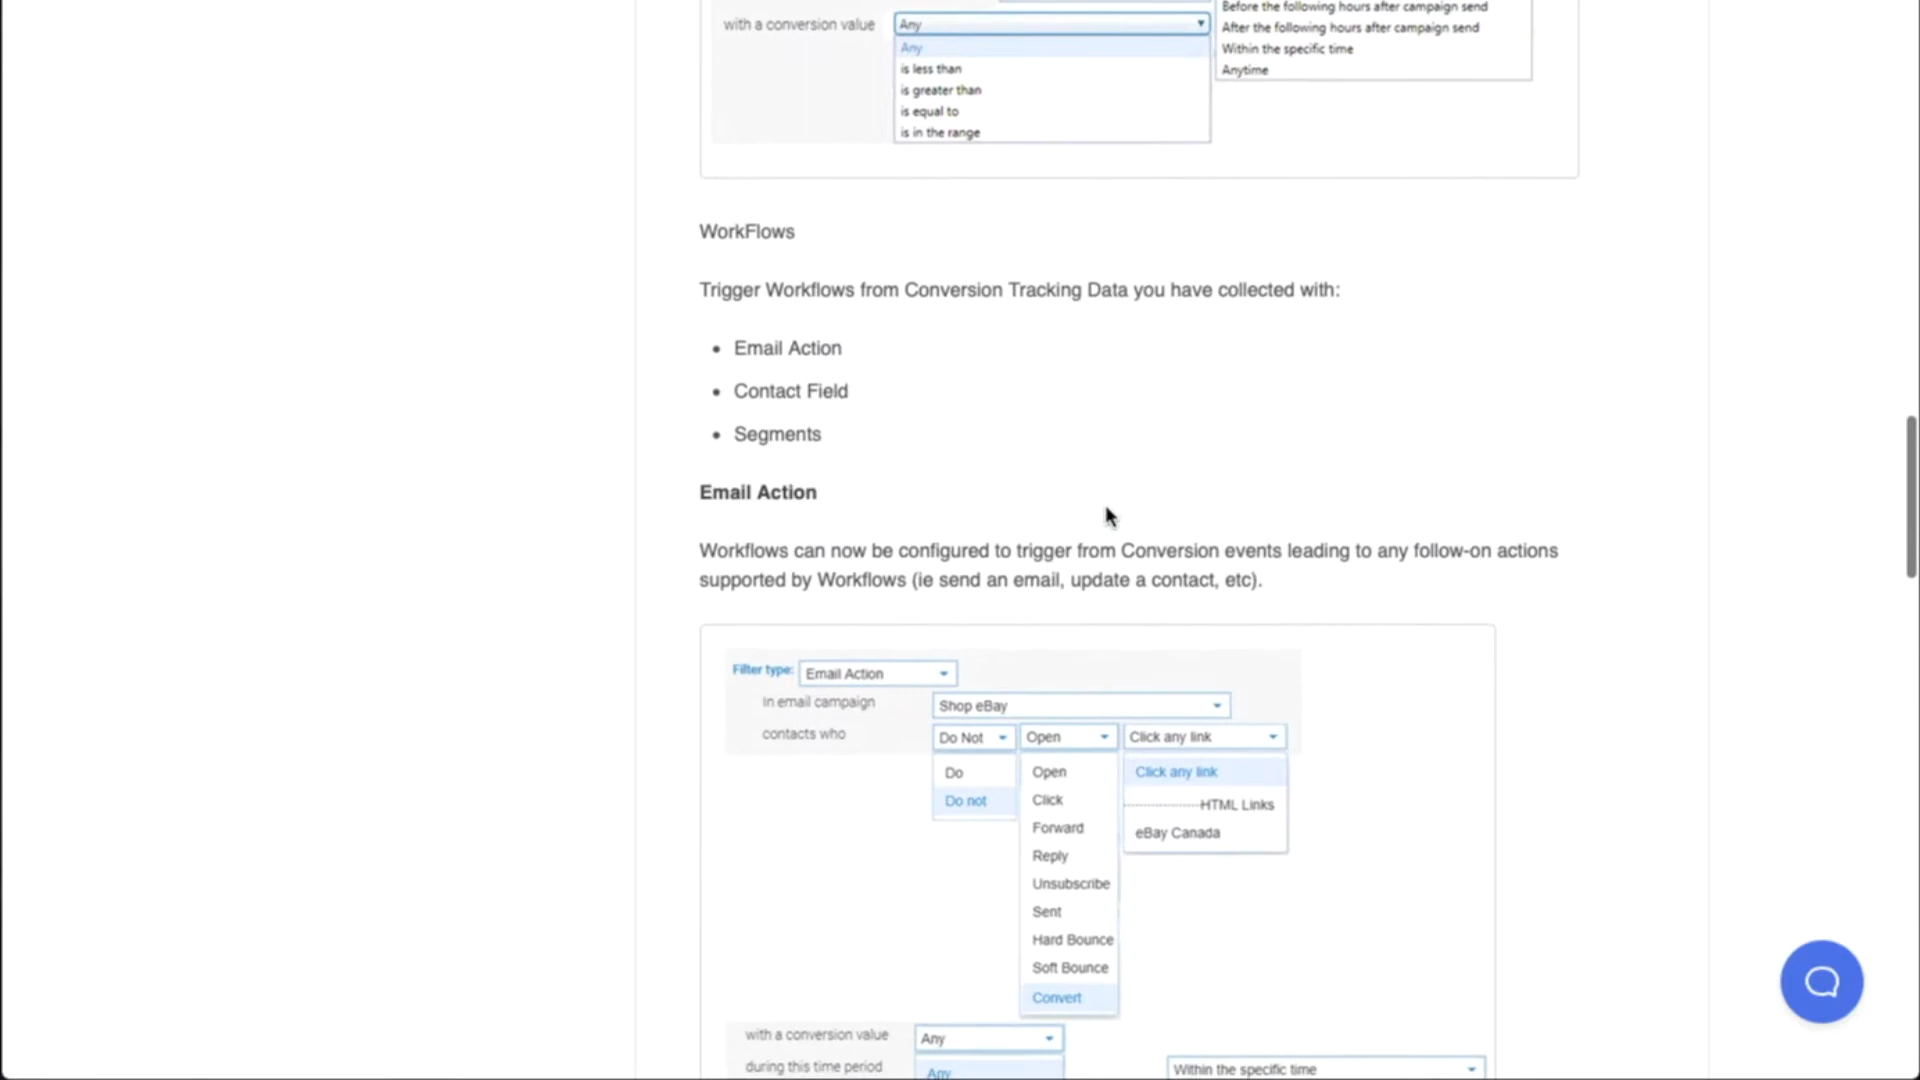 Before the following hours after campaign send
with a conversion value Any
After the following hours after campaign send
Any
Within the specific time
is less than
Anytime
is greater than
is equal to
is in the range
WorkFlows
Trigger Workflows from Conversion Tracking Data you have collected with:
• Email Action
• Contact Field
• Segments
Email Action
Workflows can now be configured to trigger from Conversion events leading to any follow-on actions
supported by Workflows (ie send an email, update a contact, etc).
Filter type: Email Action
In email campaign Shop eBay
contacts who Do Not Open Click any link
Do Open Click any link
Do not Click HTML Links
Forward eBay Canada
Reply
Unsubscribe
Sent
Hard Bounce
Soft Bounce
Convert
with a conversion value Any
during this time period Any Within the specific time